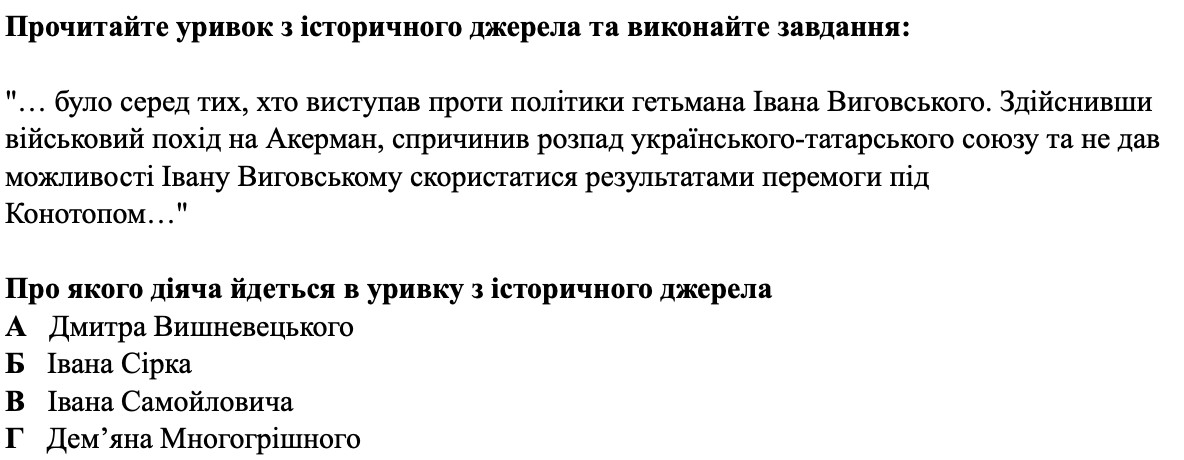 Прочитайте уривок з історичного джерела та виконайте завдання:
"… було серед тих, хто виступав проти політики гетьмана Івана Виговського. Здійснивши
військовий похід на Акерман, спричинив розпад українського-татарського союзу та не дав
можливості Івану Виговському скористатися результатами перемоги під
Конотопом…"
Про якого діяча йдеться в уривку з історичного джерела
А Дмитра Вишневецького
Б Івана Сірка
В Івана Самойловича
Г Дем’яна Многогрішного